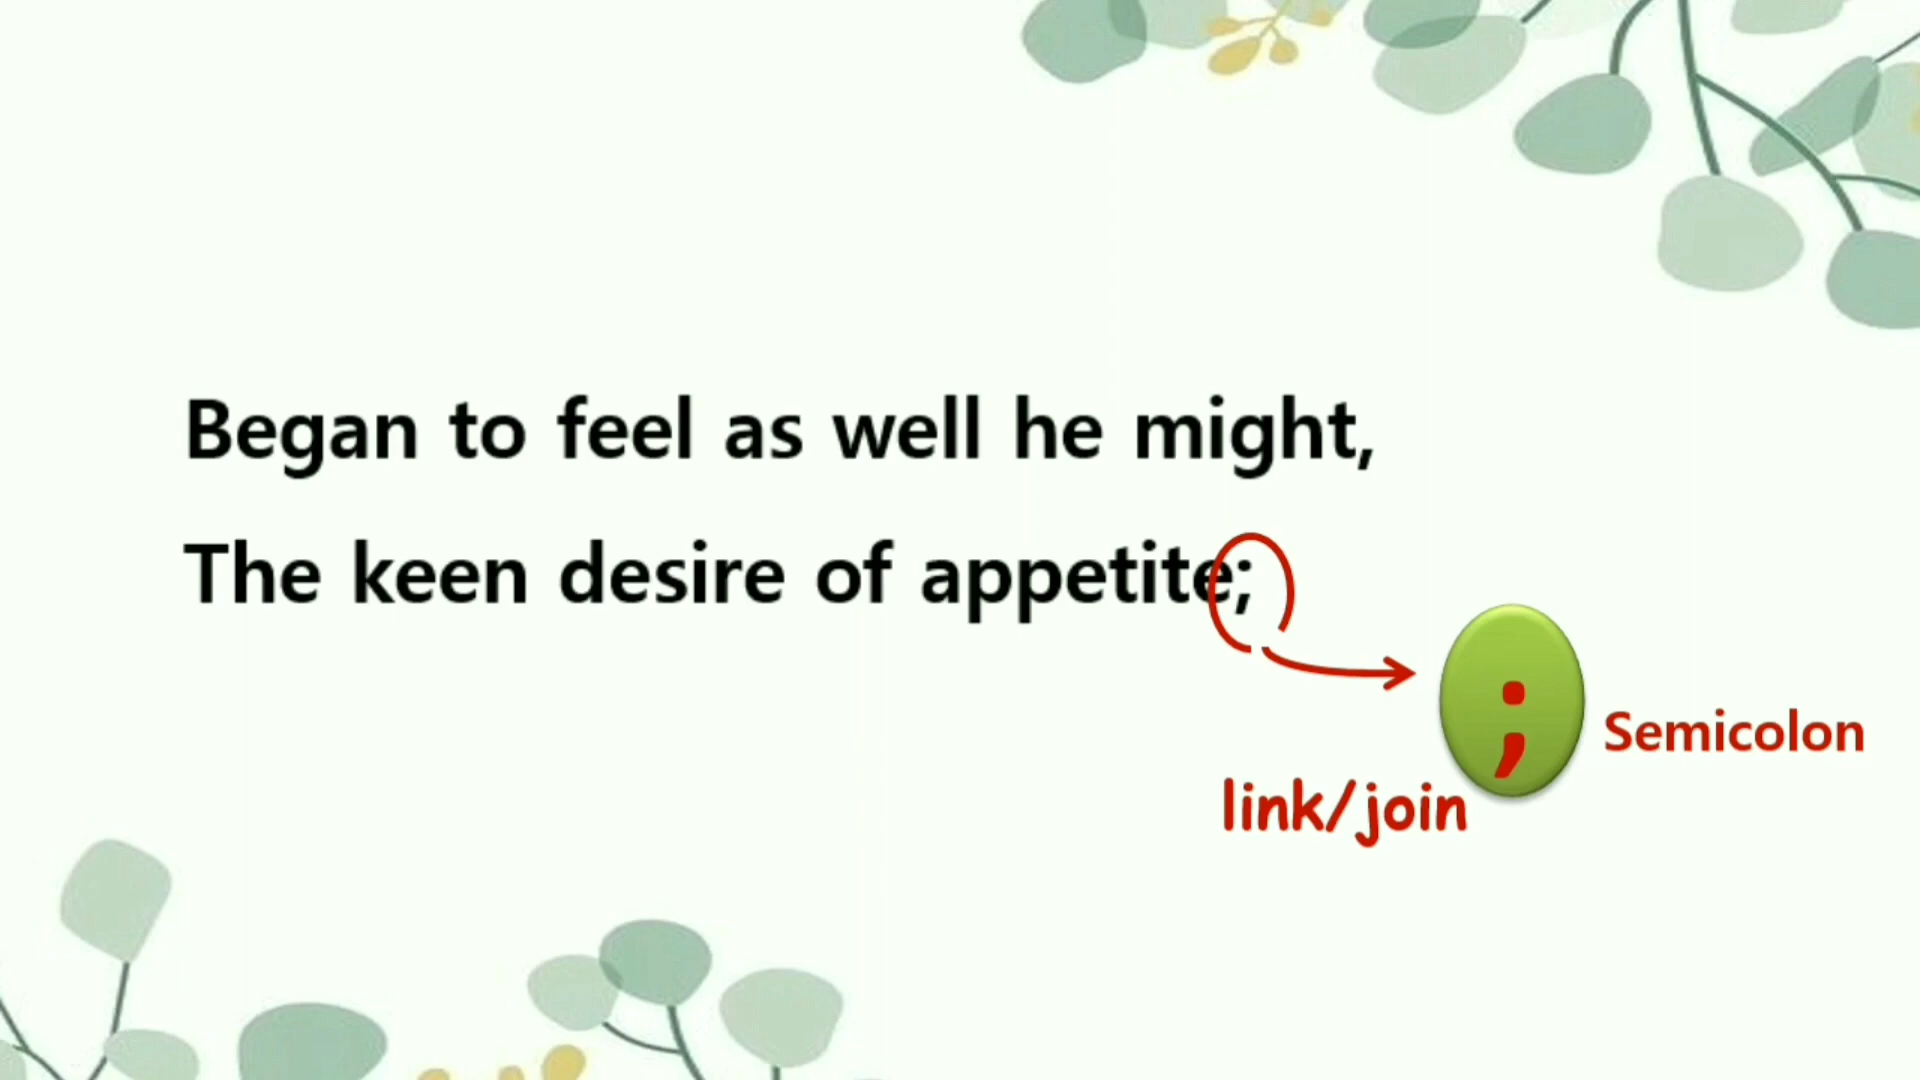 Began to feel as well he might,
The keen desire of appetite;
;
Semicolon
link/join